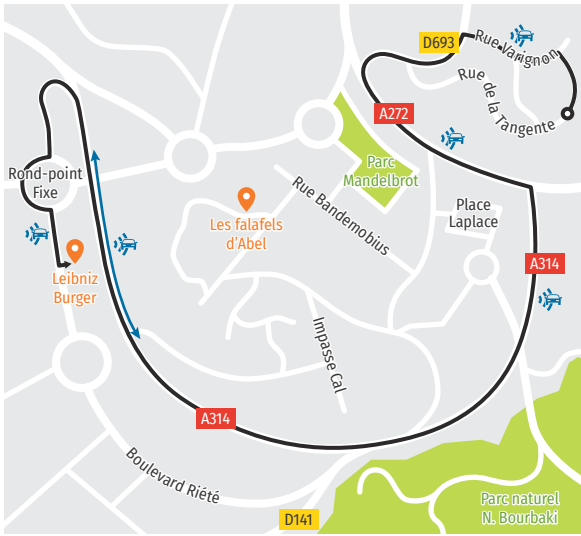 D693
Rue Varignon
Rue de la Tangente
A272
Parc
Mandelbrot
Rond-point
Fixe
Rue Bandemobius
Place
Laplace
Les falafels
d'Abel
A314
Leibniz
Burger
Impasse Cal
A314
Boulevard Riété
Parc naturel
N. Bourbaki
D141